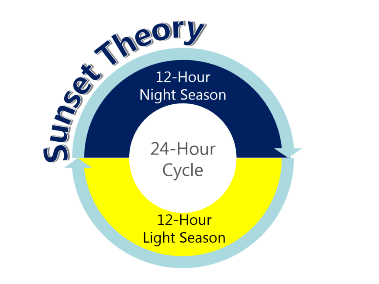 Sunset Theory
12-Hour
Night Season
24-Hour
Cycle
12-Hour
Light Season